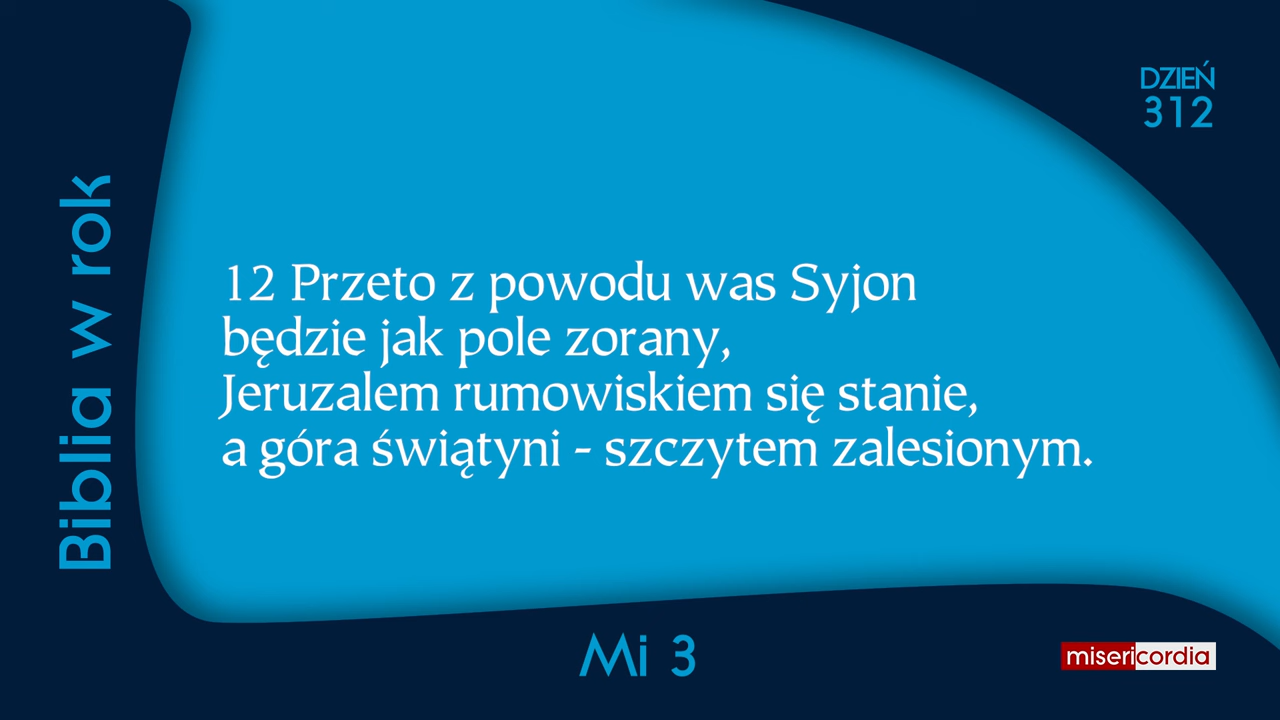 DZIEŃ
312
Biblia w rok
12 Przeto z powodu was Syjon
będzie jak pole zorany,
Jeruzalem rumowiskiem się stanie,
a góra świątyni - szczytem zalesionym.
Mi 3
misericordia